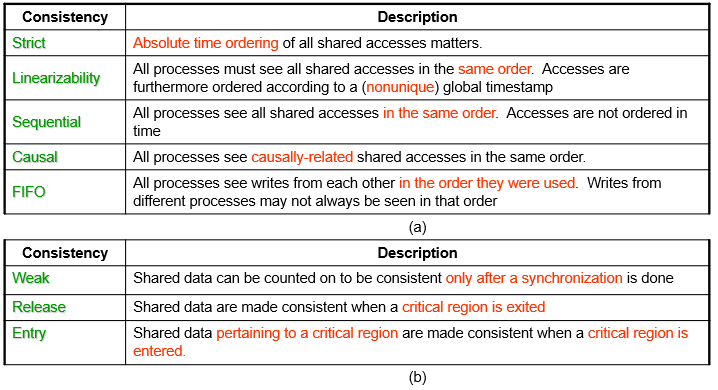 Consistency Description
Strict Absolute time ordering of all shared accesses matters.
Linearizability All processes must see all shared accesses in the same order. Accesses are
furthermore ordered according to a (nonunique) global timestamp
Sequential All processes see all shared accesses in the same order. Accesses are not ordered in
time
Causal All processes see causally-related shared accesses in the same order.
FIFO All processes see writes from each other in the order they were used. Writes from
different processes may not always be seen in that order
(a)
Consistency Description
Weak Shared data can be counted on to be consistent only after a synchronization is done
Release Shared data are made consistent when a critical region is exited
Entry Shared data pertaining to a critical region are made consistent when a critical region is
entered.
(b)